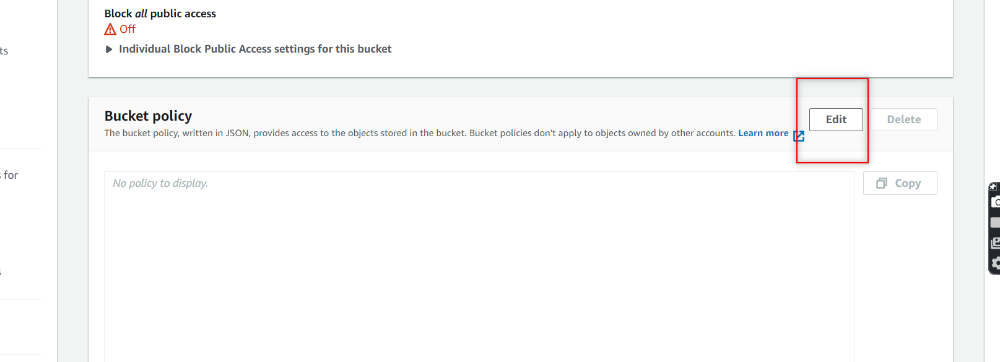 Block all public access
Off
Individual Block Public Access settings for this bucket
ts
Bucket policy
The bucket policy, written in JSON, provides access to the objects stored in the bucket. Bucket policies don't apply to objects owned by other accounts. Learn more
Edit
Delete
for
No policy to display.
Copy